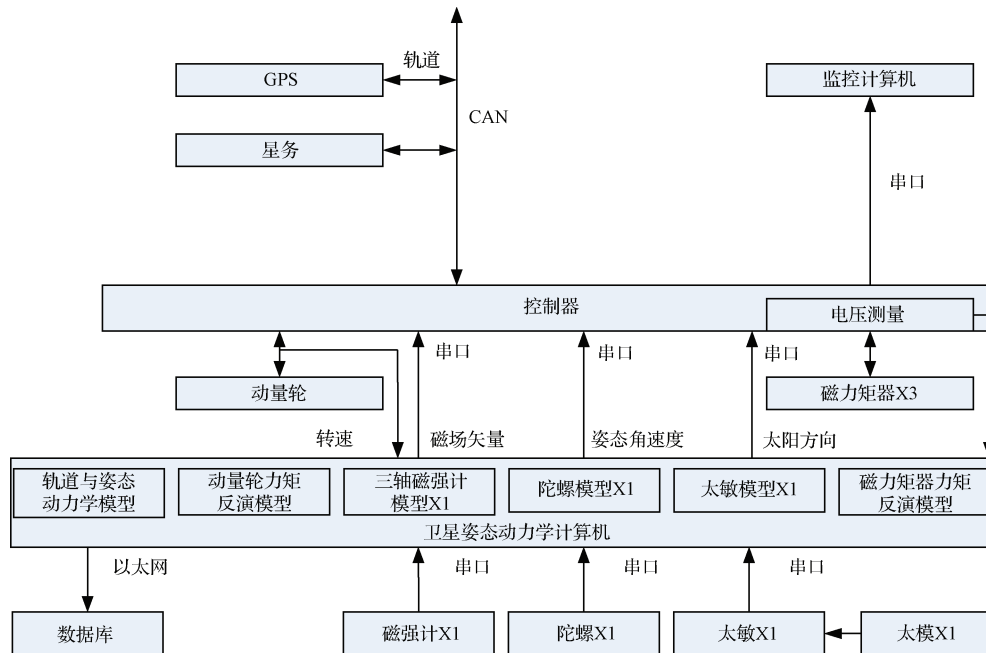 轨道
GPS
监控计算机
CAN
星务
串口
控制器
电压测量
串口
串口
串口
动量轮
磁力矩器X3
转速
磁场矢量
姿态角速度
太阳方向
轨道与姿态
动力学模型
动量轮力矩
反演模型
三轴磁强计
模型X1
陀螺模型X1
太敏模型X1
磁力矩器力矩
反演模型
卫星姿态动力学计算机
以太网
串口
串口
串口
数据库
磁强计X1
陀螺X1
太敏X1
太模X1